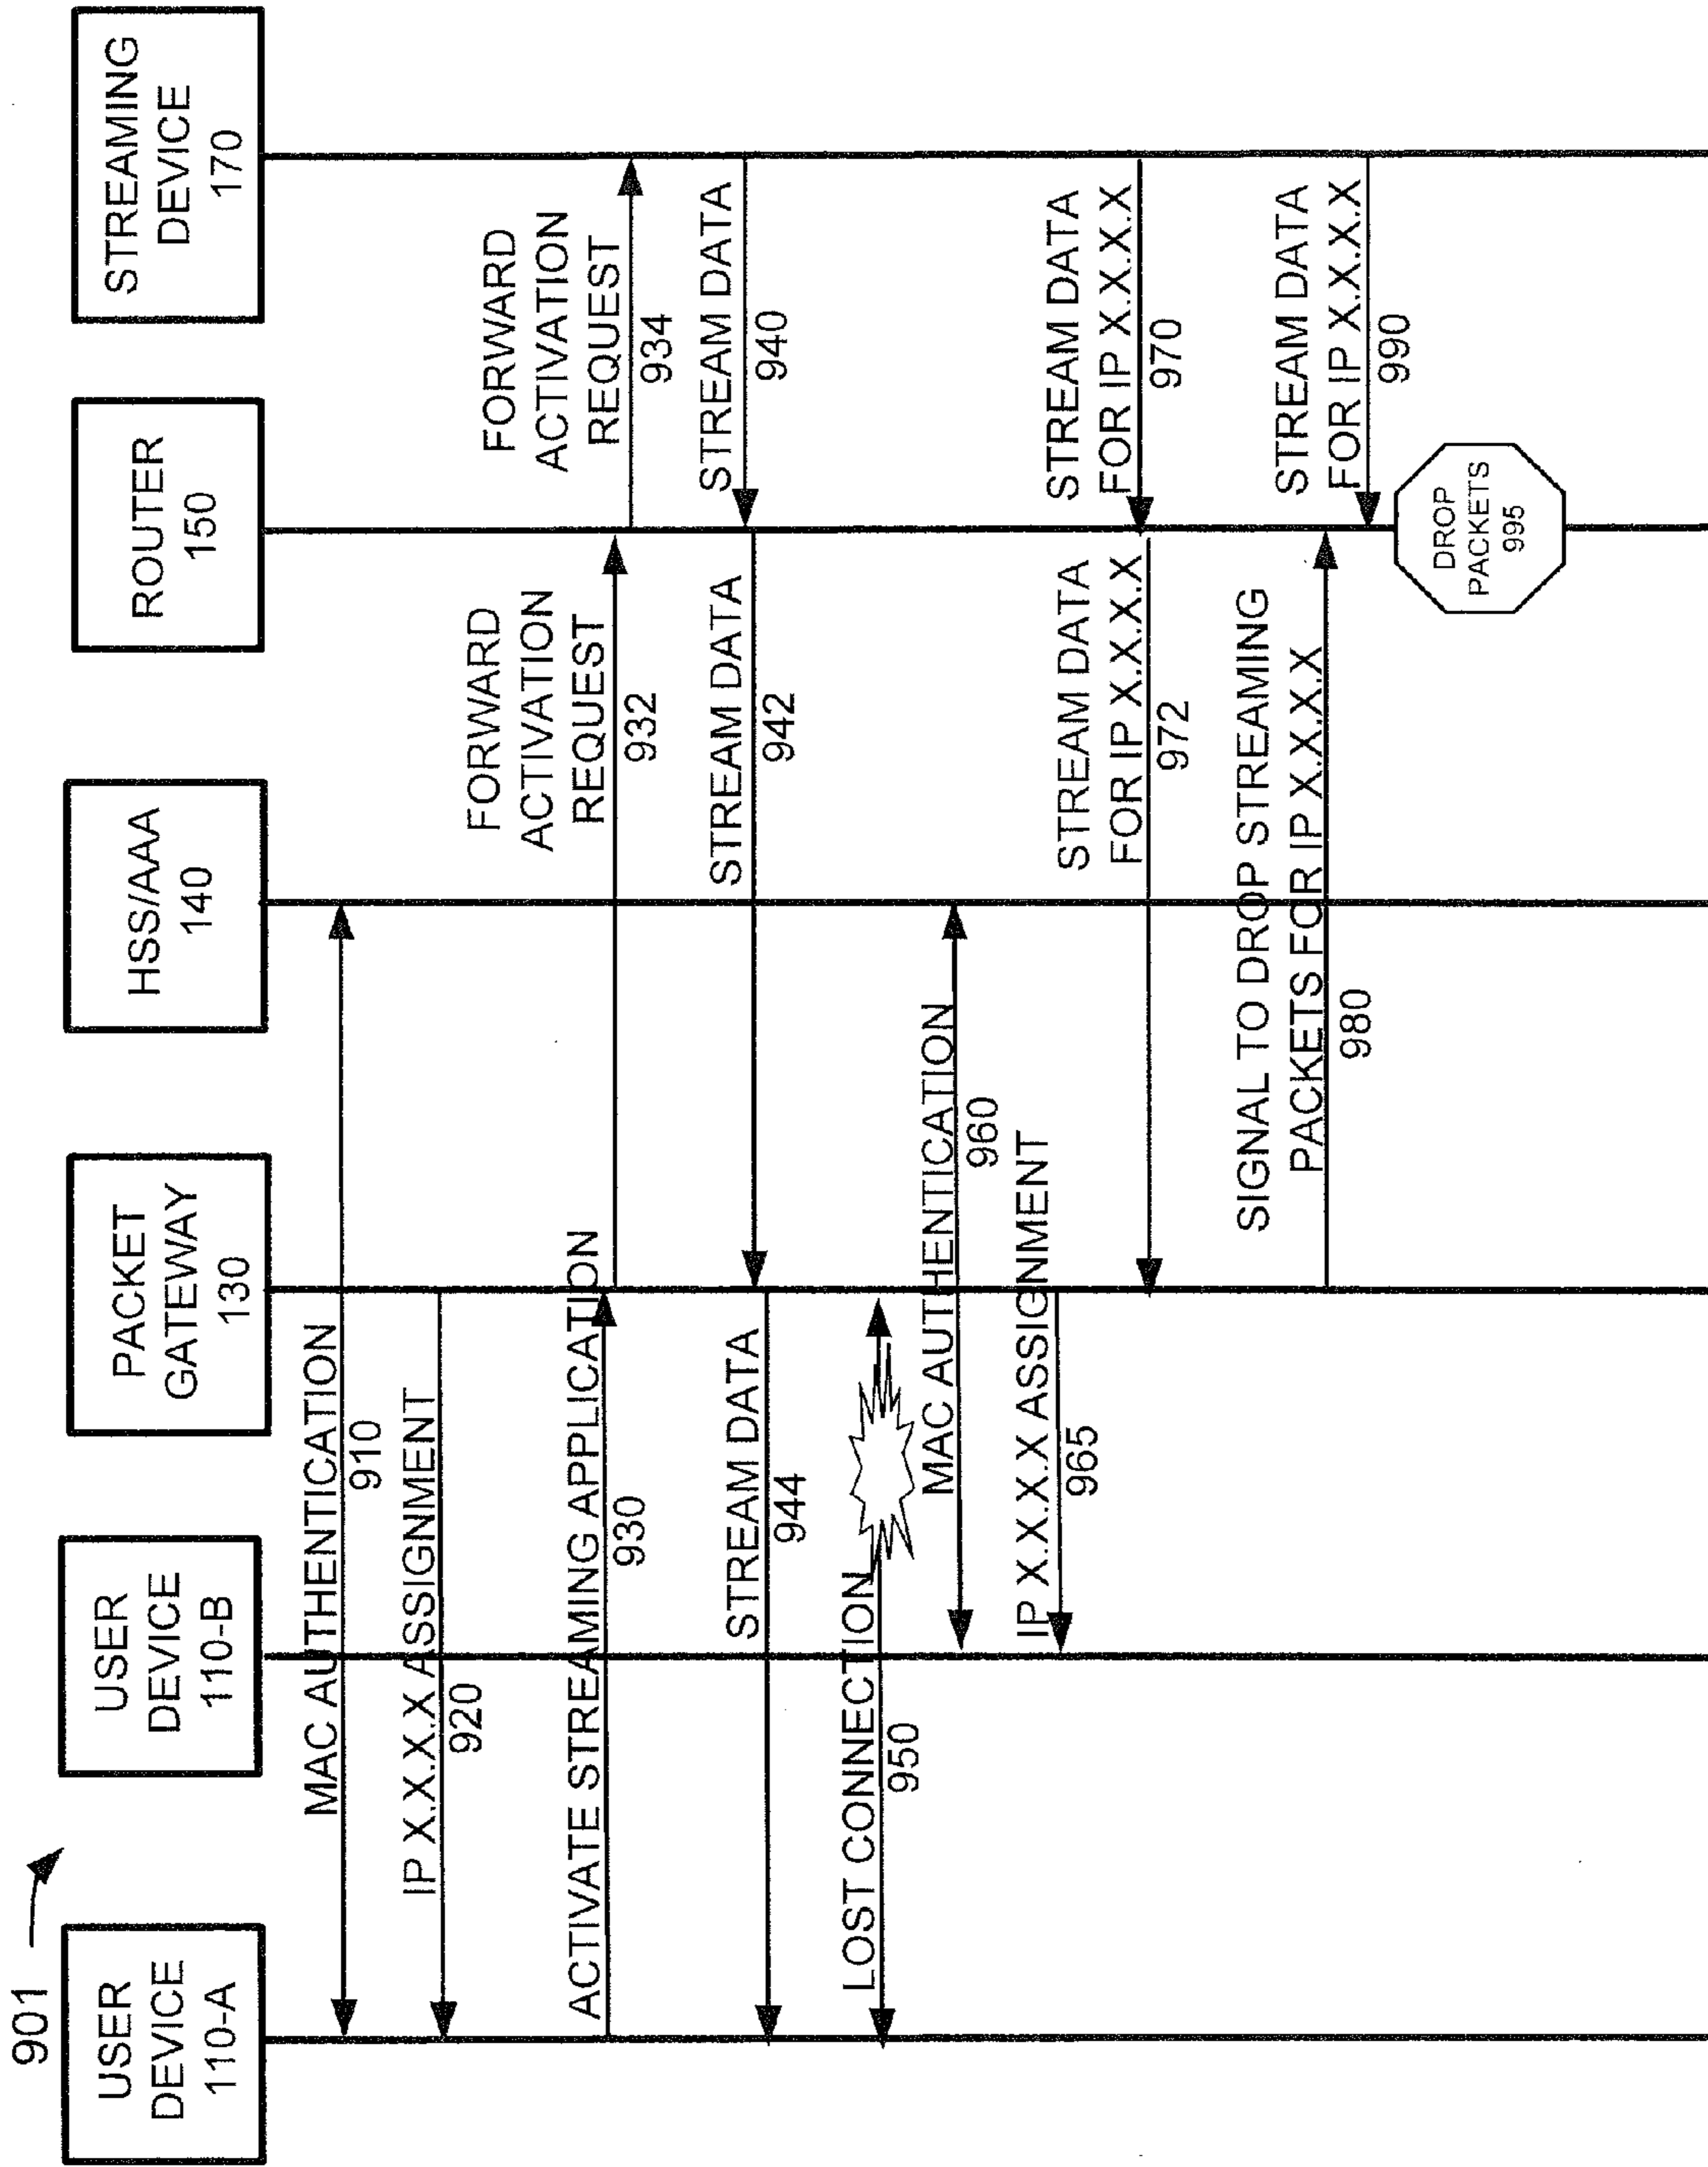 901
USER
DEVICE
110-A
USER
DEVICE
110-B
PACKET
GATEWAY
130
HSS/AAA
140
ROUTER
150
STREAMING
DEVICE
170
MAC AUTHENTICATION
910
IP X.X.X.X ASSIGNMENT
920
ACTIVATE STREAMING APPLICATION
930
FORWARD
ACTIVATION
REQUEST
932
FORWARD
ACTIVATION
REQUEST
934
STREAM DATA
940
STREAM DATA
942
STREAM DATA
944
LOST CONNECTION
950
MAC AUTHENTICATION
960
IP X.X.X.X ASSIGNMENT
965
STREAM DATA
FOR IP X.X.X.X
970
STREAM DATA
FOR IP X.X.X.X
972
SIGNAL TO DROP STREAMING
PACKETS FOR IP X.X.X.X
980
STREAM DATA
FOR IP X.X.X.X
990
DROP
PACKETS
995